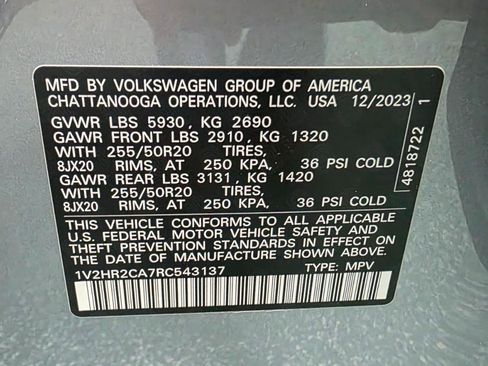 MFD BY VOLKSWAGEN GROUP OF AMERICA
CHATTANOOGA OPERATIONS, LLC. USA 12/2023
GVWR LBS 5930, KG 2690
GAWR FRONT LBS 2910, KG 1320
WITH 255/50R20 TIRES,
8JX20 RIMS, AT 250 KPA, 36 PSI COLD
GAWR REAR LBS 3131, KG 1420
WITH 255/50R20 TIRES,
8JX20 RIMS, AT 250 KPA, 36 PSI COLD
THIS VEHICLE CONFORMS TO ALL APPLICABLE
U.S. FEDERAL MOTOR VEHICLE SAFETY AND
THEFT PREVENTION STANDARDS IN EFFECT ON
THE DATE OF MANUFACTURE SHOWN ABOVE.
1V2HR2CA7RC543137 TYPE: MPV
4818722 1